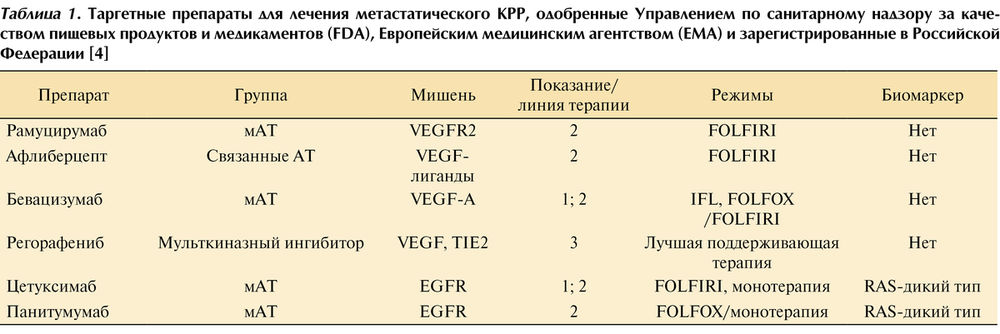 Таблица 1. Таргетные препараты для лечения метастатического КРР, одобренные Управлением по санитарному надзору за каче-
ством пищевых продуктов и медикаментов (FDA), Европейским медицинским агентством (EMA) и зарегистрированные в Российской
Федерации [4]
Препарат Группа Мишень Показание/ линия терапии Режимы Биомаркер
Рамуцирумаб мАТ VEGFR2 2 FOLFIRI Нет
Афлиберцепт Связанные АТ VEGF- 2 FOLFIRI Нет
лиганды
Бевацизумаб мАТ VEGF-A 1; 2 IFL, FOLFOX Нет
/FOLFIRI
Регорафениб Мульткиназный ингибитор VEGF, TIE2 3 Лучшая поддерживающая Нет
терапия
Цетуксимаб мАТ EGFR 1; 2 FOLFIRI, монотерапия RAS-дикий тип
Панитумумаб мАТ EGFR 2 FOLFOX/монотерапия RAS-дикий тип